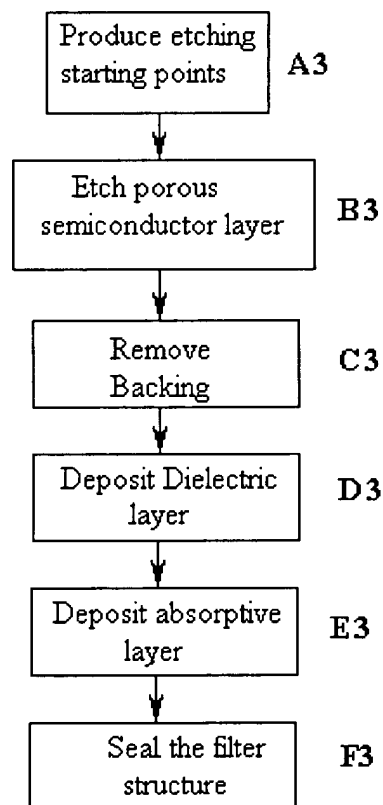 Produce etching
starting points
A3
Etch porous
semiconductor layer
B3
Remove
Backing
C3
Deposit Dielectric
layer
D3
Deposit absorptive
layer
E3
Seal the filter
structure
F3